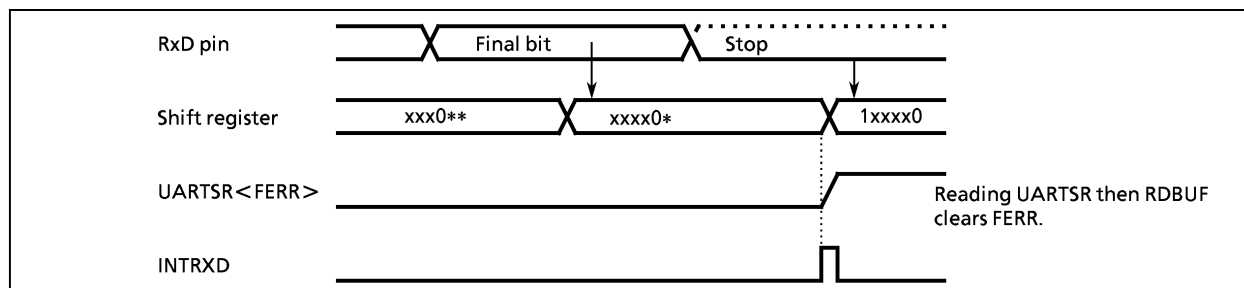 RxD pin
Final bit
Stop
Shift register
xxx0**
xxxx0*
1xxxx0
UARTSR<FERR>
Reading UARTSR then RDBUF
clears FERR.
INTRXD